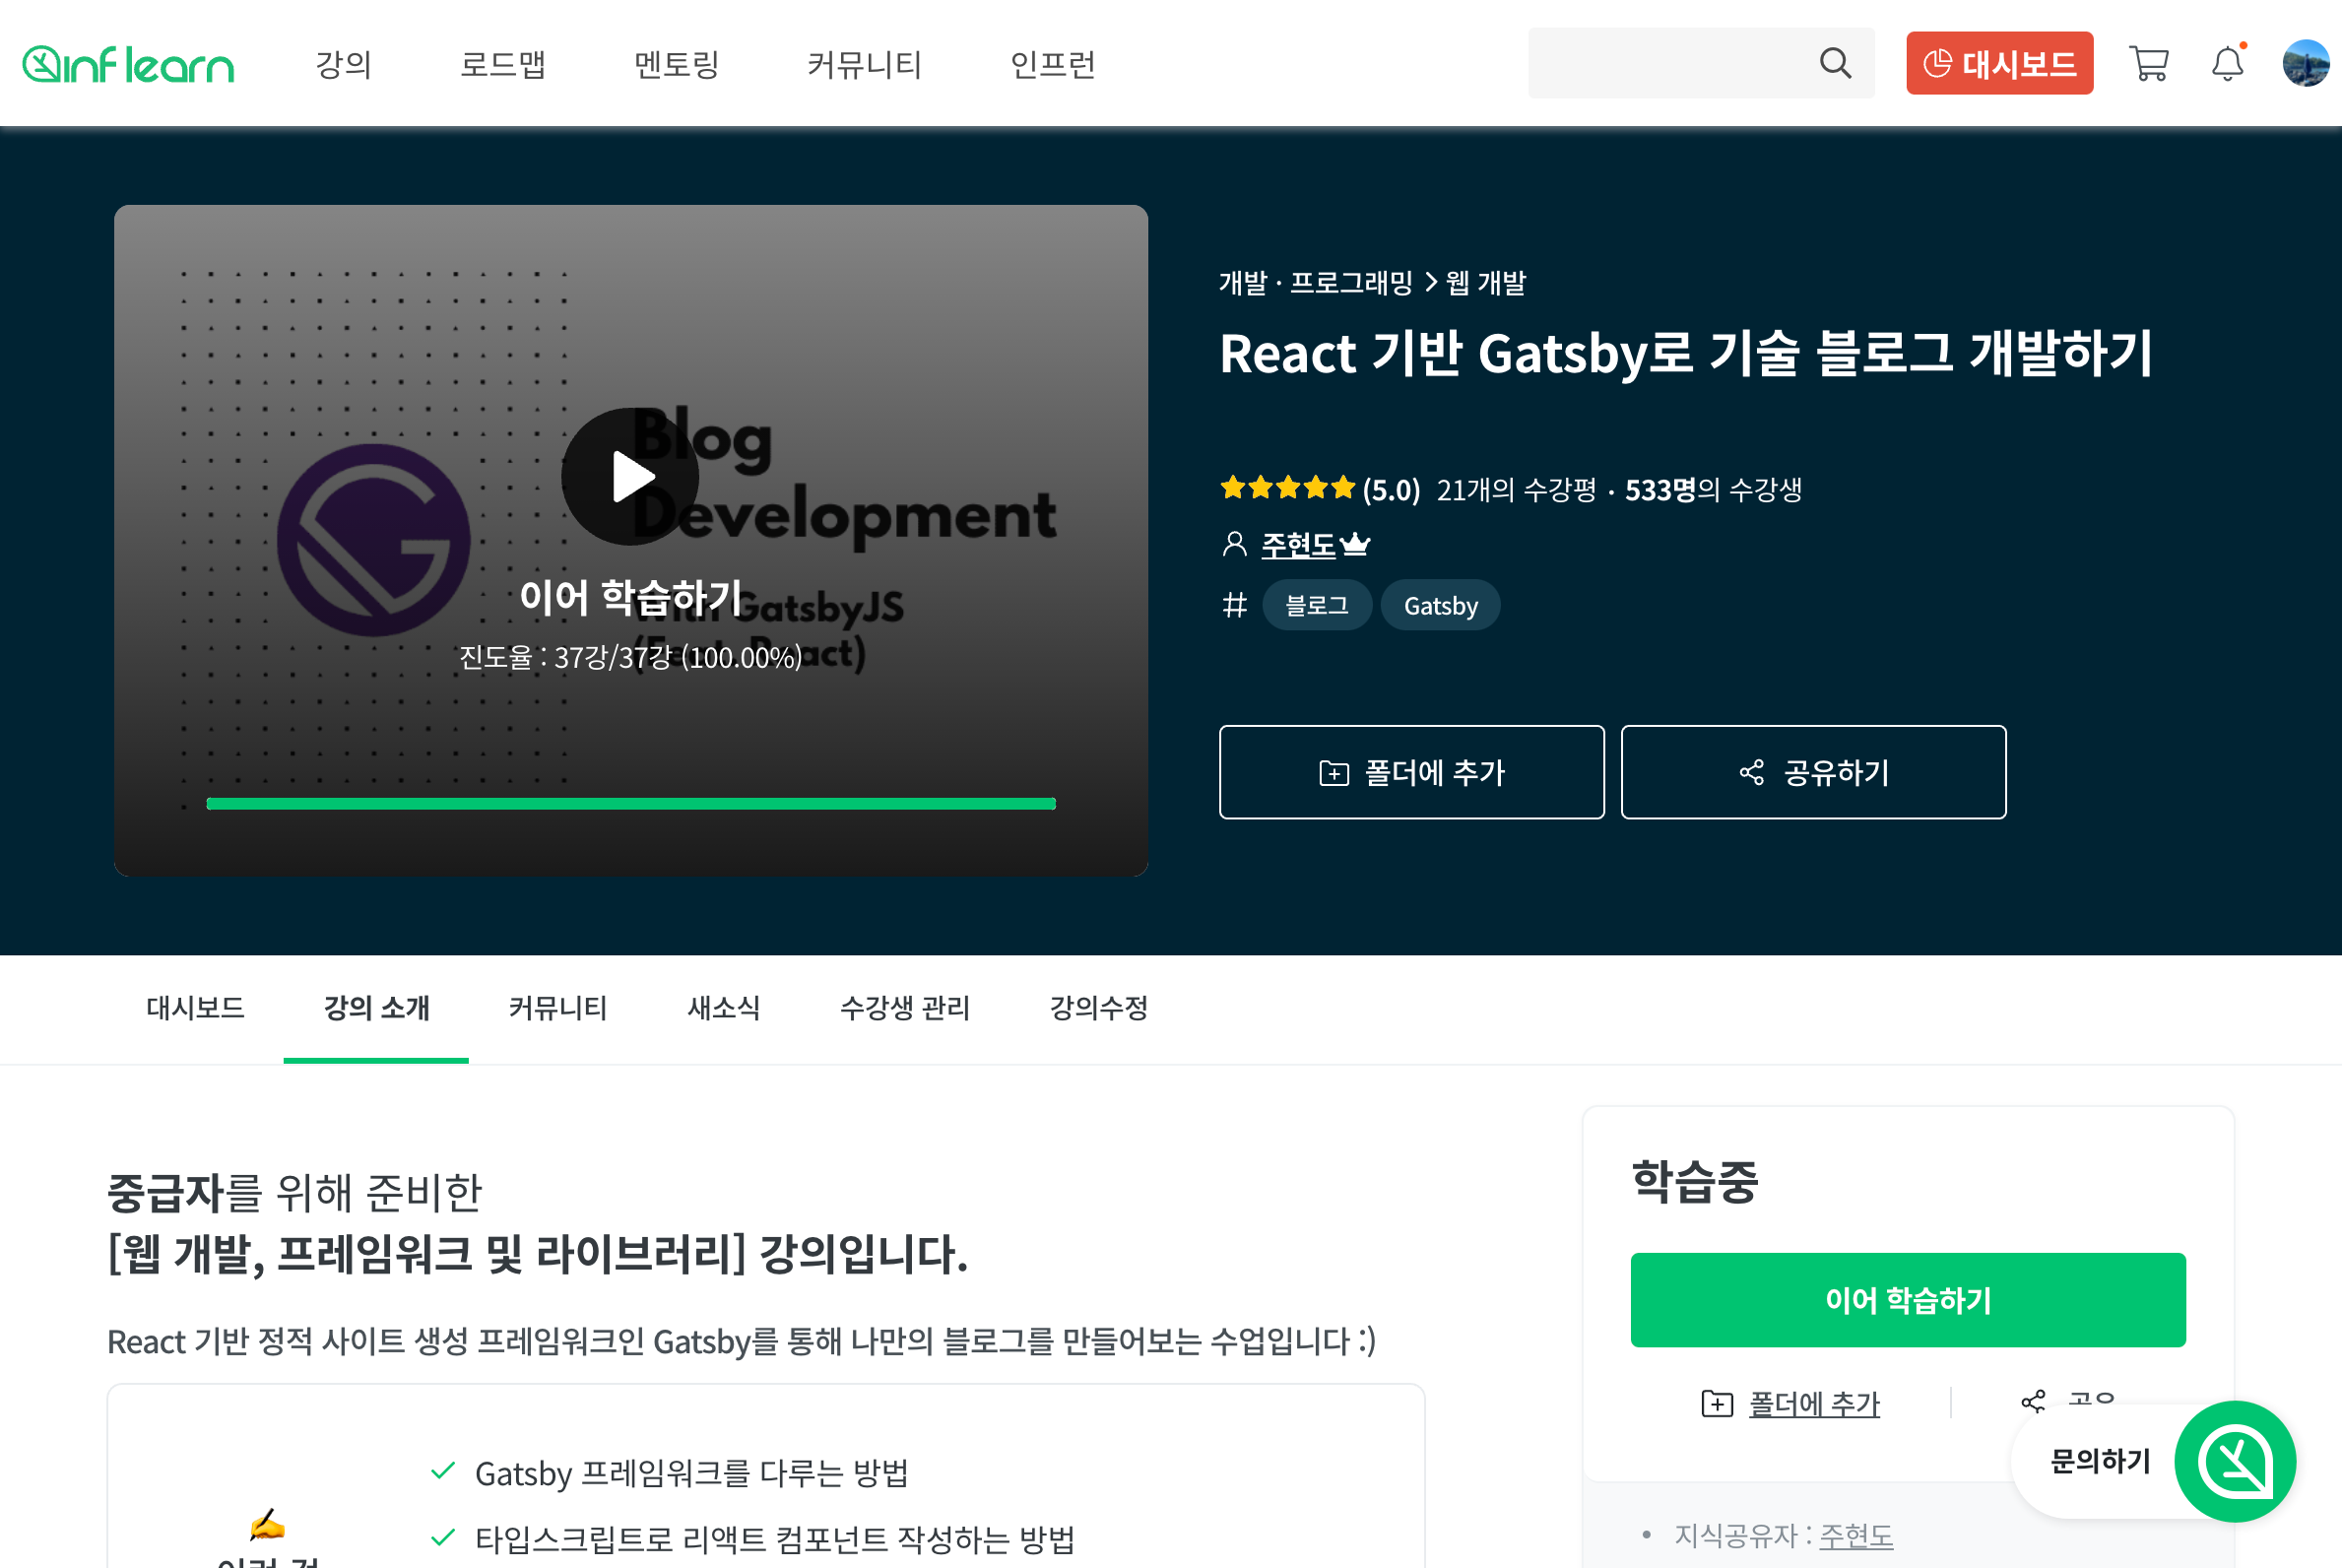 inflearn
강의 로드맵 멘토링 커뮤니티 인프런 대시보드
Blog
Development
With GatsbyJS
(Feat. React)
이어 학습하기
진도율 : 37강/37강 (100.00%)
개발 · 프로그래밍 > 웹 개발
React 기반 Gatsby로 기술 블로그 개발하기
(5.0) 21개의 수강평 · 533명의 수강생
주현도
# 블로그 Gatsby
폴더에 추가 공유하기
대시보드 강의 소개 커뮤니티 새소식 수강생 관리 강의수정
중급자를 위해 준비한
[웹 개발, 프레임워크 및 라이브러리] 강의입니다.
React 기반 정적 사이트 생성 프레임워크인 Gatsby를 통해 나만의 블로그를 만들어보는 수업입니다 :)
Gatsby 프레임워크를 다루는 방법
타입스크립트로 리액트 컴포넌트 작성하는 방법
학습중
이어 학습하기
폴더에 추가
문의하기
• 지식공유자 : 주현도